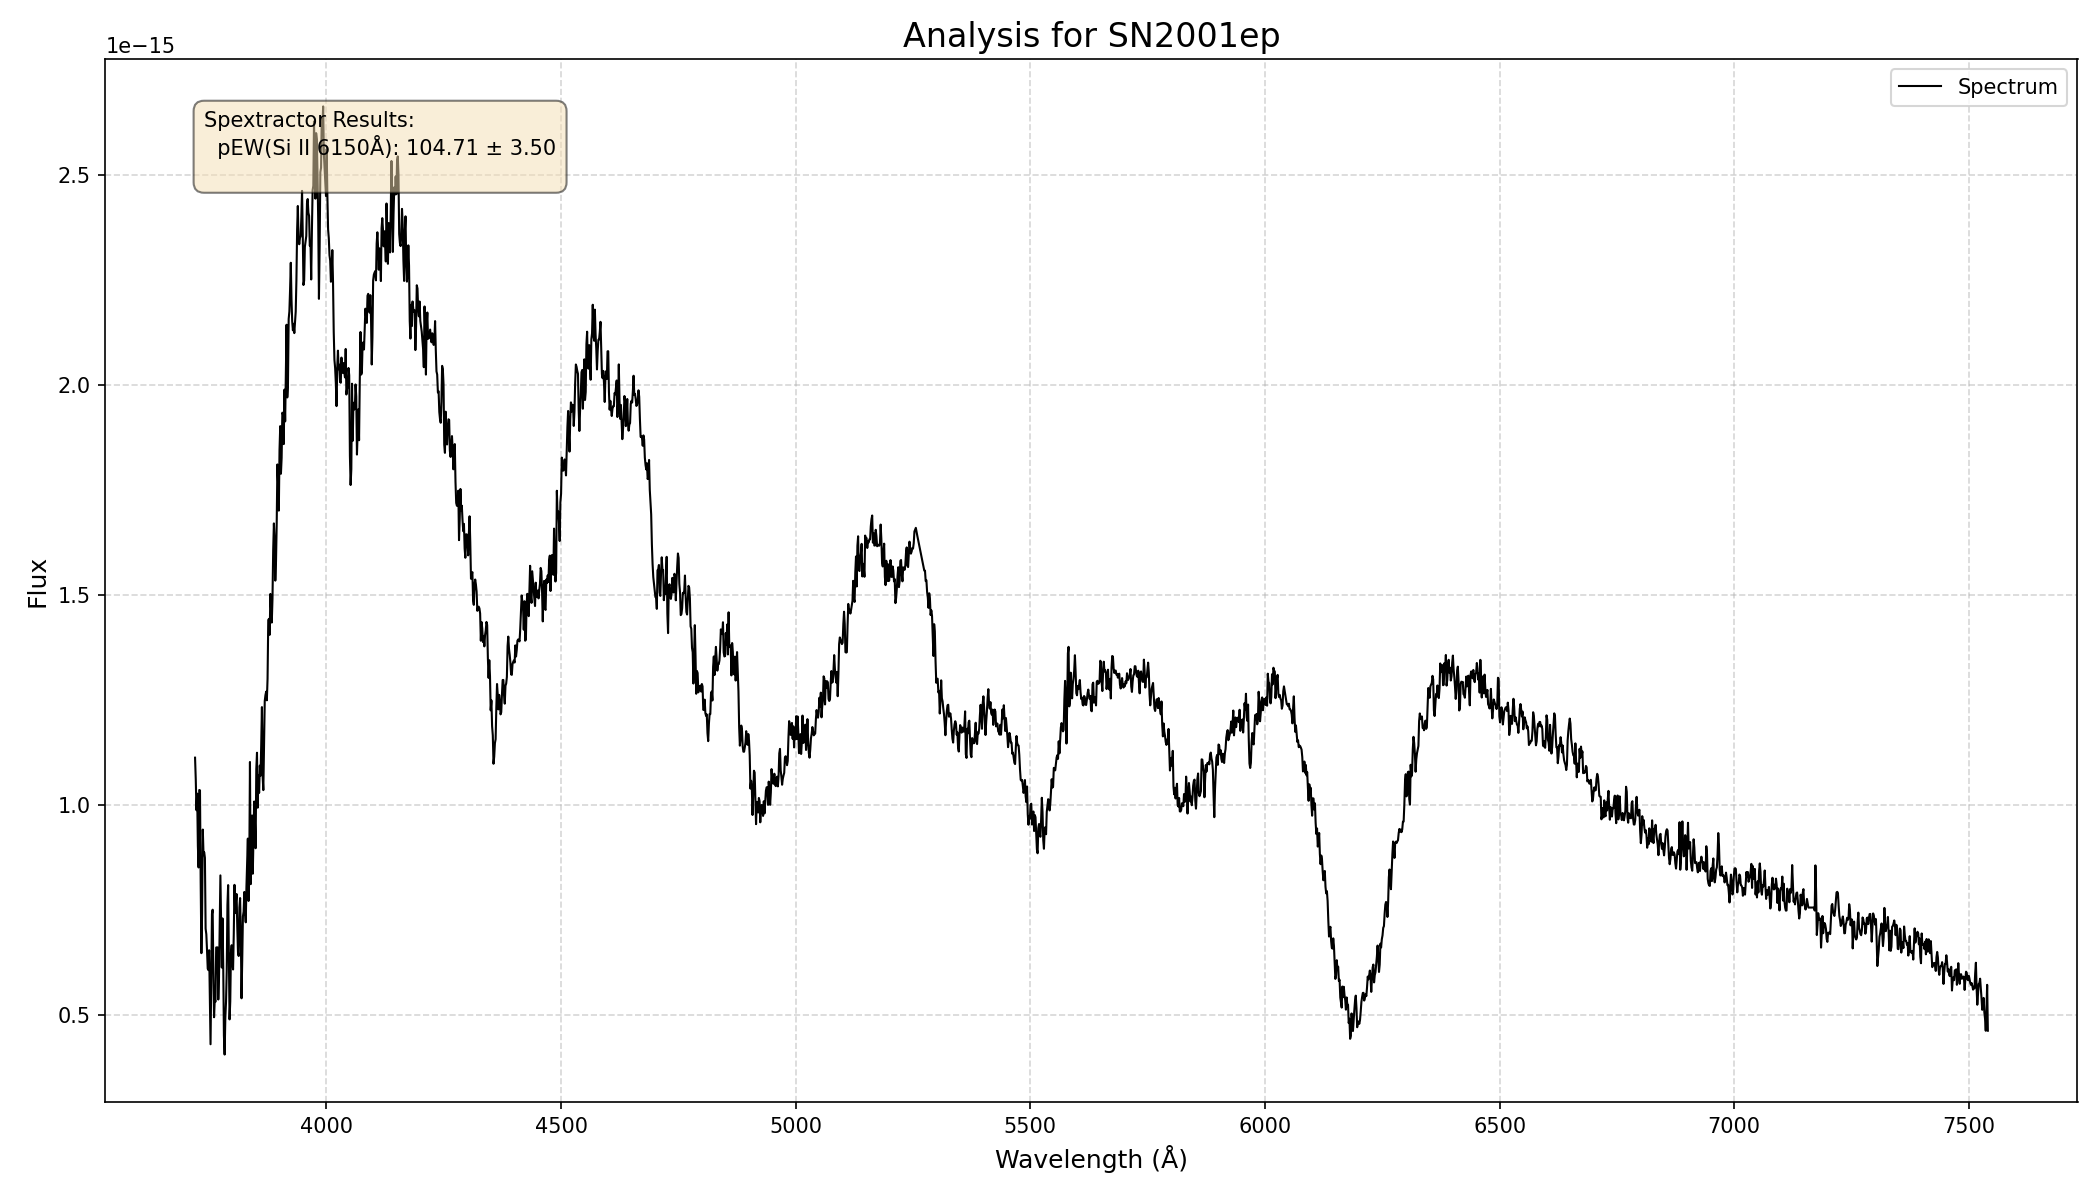 Analysis for SN2001ep
1e−15
Spectrum
Spextractor Results:
pEW(Si II 6150Å): 104.71 ± 3.50
2.5
2.0
1.5
1.0
0.5
Flux
4000 4500 5000 5500 6000 6500 7000 7500
Wavelength (Å)